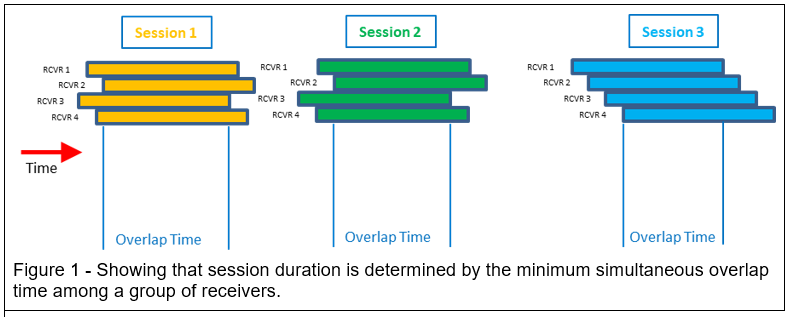 Session 1
Session 2
Session 3
RCVR 1
RCVR 2
RCVR 3
RCVR 4
RCVR 1
RCVR 2
RCVR 3
RCVR 4
RCVR 1
RCVR 2
RCVR 3
RCVR 4
Time
Overlap Time
Overlap Time
Overlap Time
Figure 1 - Showing that session duration is determined by the minimum simultaneous overlap
time among a group of receivers.